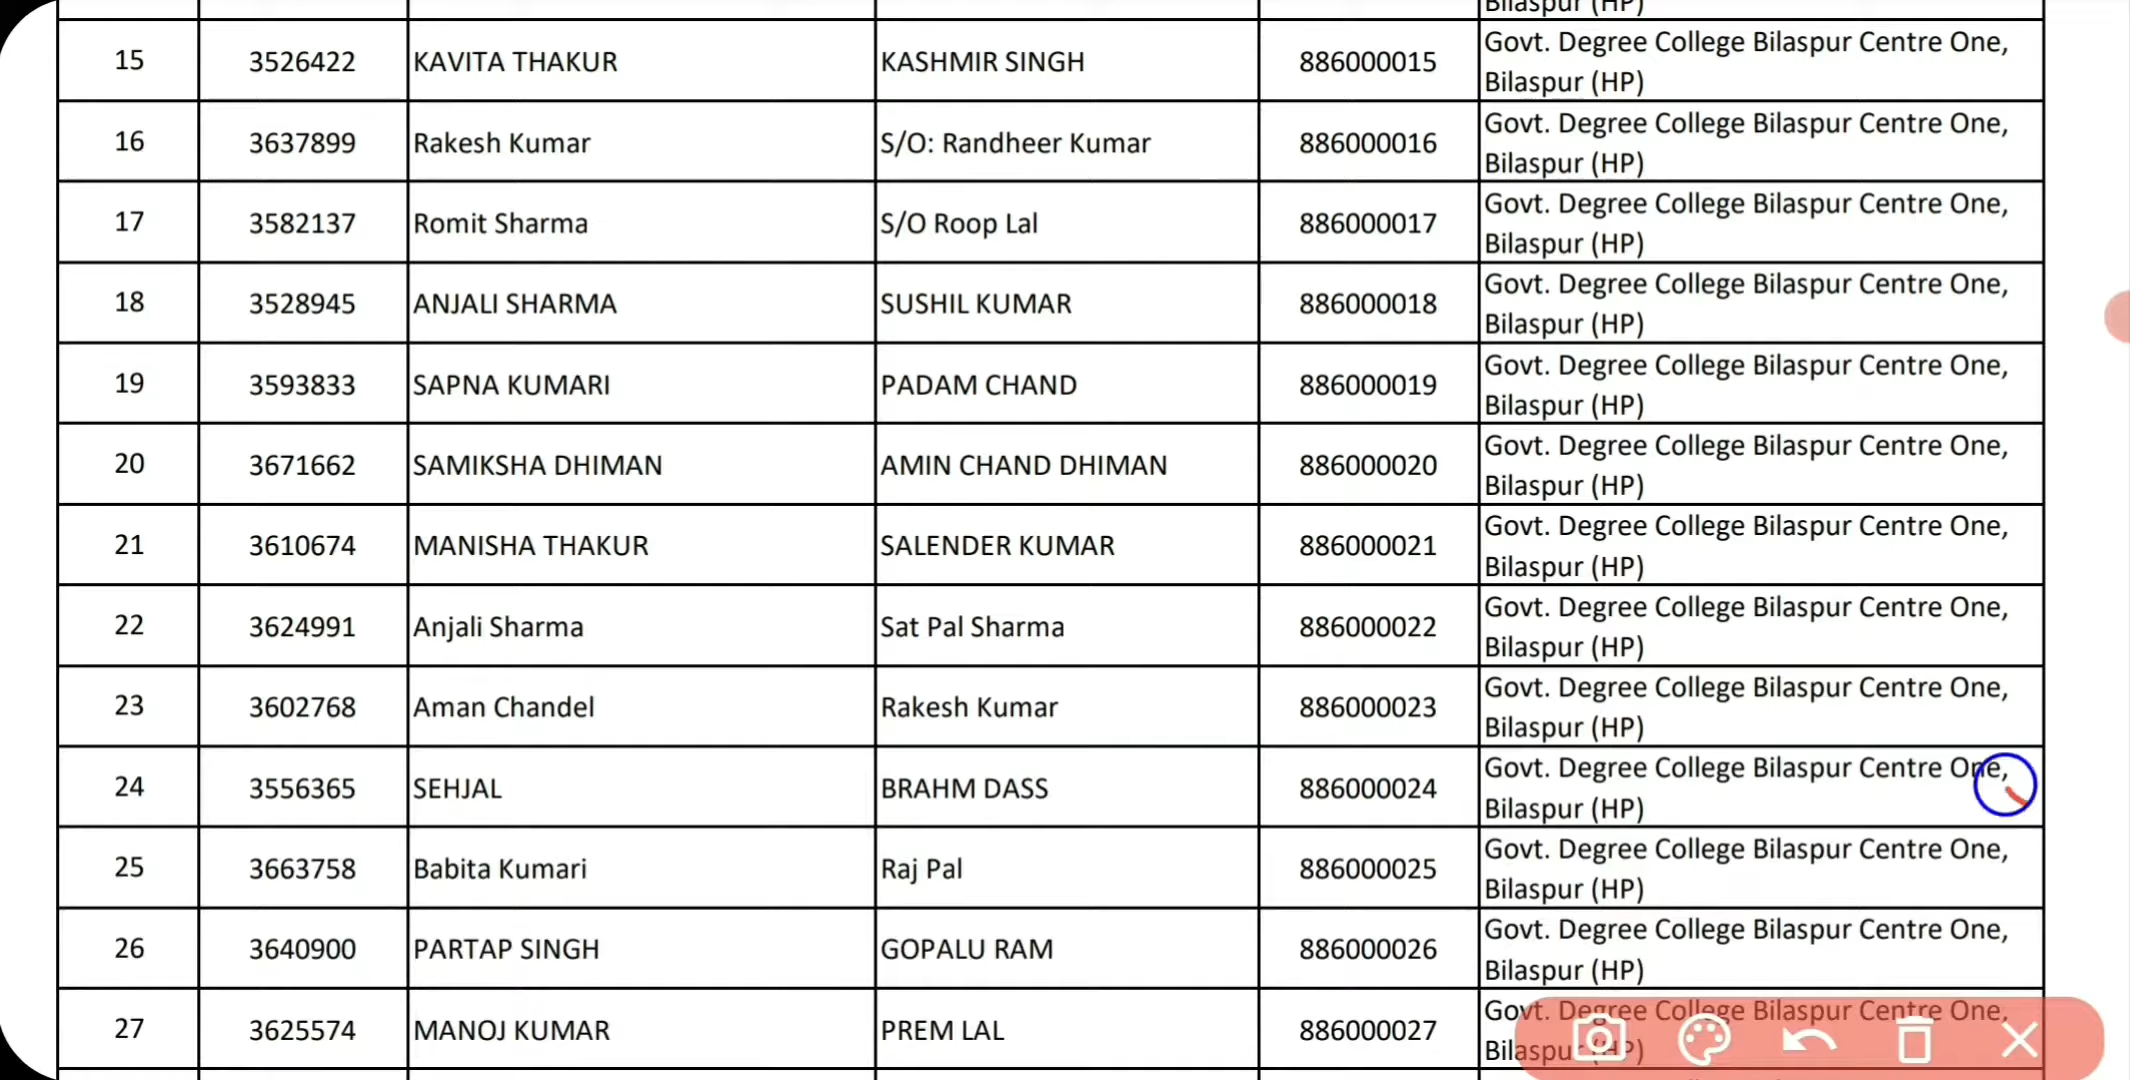 Bilaspur (HP)
15 3526422 KAVITA THAKUR KASHMIR SINGH 886000015 Govt. Degree College Bilaspur Centre One,
Bilaspur (HP)
16 3637899 Rakesh Kumar S/O: Randheer Kumar 886000016 Govt. Degree College Bilaspur Centre One,
Bilaspur (HP)
17 3582137 Romit Sharma S/O Roop Lal 886000017 Govt. Degree College Bilaspur Centre One,
Bilaspur (HP)
18 3528945 ANJALI SHARMA SUSHIL KUMAR 886000018 Govt. Degree College Bilaspur Centre One,
Bilaspur (HP)
19 3593833 SAPNA KUMARI PADAM CHAND 886000019 Govt. Degree College Bilaspur Centre One,
Bilaspur (HP)
20 3671662 SAMIKSHA DHIMAN AMIN CHAND DHIMAN 886000020 Govt. Degree College Bilaspur Centre One,
Bilaspur (HP)
21 3610674 MANISHA THAKUR SALENDER KUMAR 886000021 Govt. Degree College Bilaspur Centre One,
Bilaspur (HP)
22 3624991 Anjali Sharma Sat Pal Sharma 886000022 Govt. Degree College Bilaspur Centre One,
Bilaspur (HP)
23 3602768 Aman Chandel Rakesh Kumar 886000023 Govt. Degree College Bilaspur Centre One,
Bilaspur (HP)
24 3556365 SEHJAL BRAHM DASS 886000024 Govt. Degree College Bilaspur Centre One,
Bilaspur (HP)
25 3663758 Babita Kumari Raj Pal 886000025 Govt. Degree College Bilaspur Centre One,
Bilaspur (HP)
26 3640900 PARTAP SINGH GOPALU RAM 886000026 Govt. Degree College Bilaspur Centre One,
Bilaspur (HP)
27 3625574 MANOJ KUMAR PREM LAL 886000027 Govt. Degree College Bilaspur Centre One,
Bilaspur (HP)